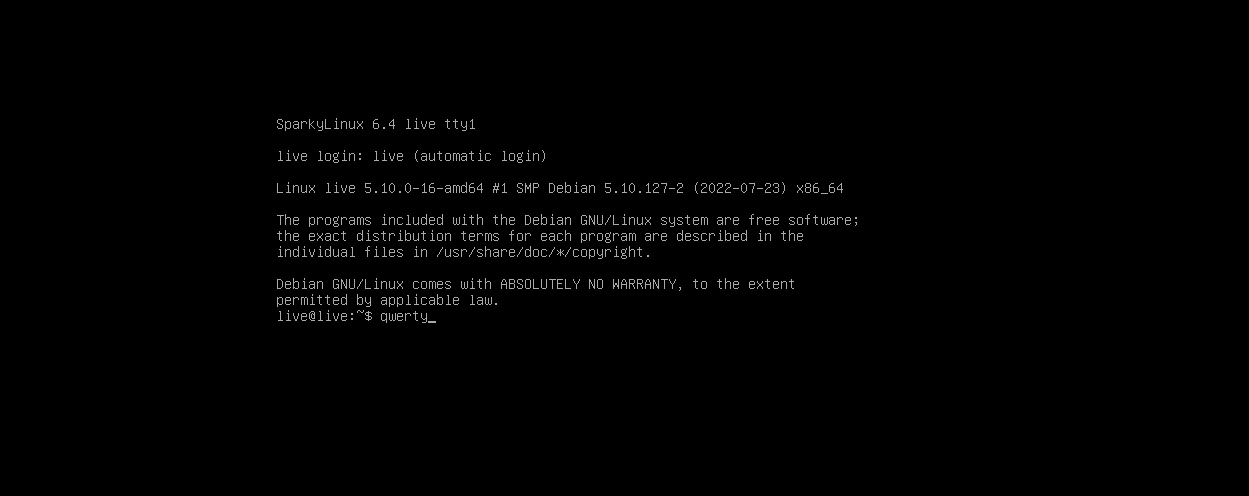 SparkyLinux 6.4 live tty1
live login: live (automatic login)
Linux live 5.10.0-16-amd64 #1 SMP Debian 5.10.127-2 (2022-07-23) x86_64
The programs included with the Debian GNU/Linux system are free software;
the exact distribution terms for each program are described in the
individual files in /usr/share/doc/*/copyright.
Debian GNU/Linux comes with ABSOLUTELY NO WARRANTY, to the extent
permitted by applicable law.
live@live:~$ qwerty_